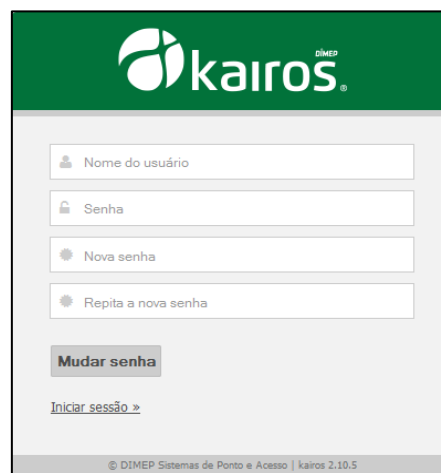 DIMEP
kairos.
Nome do usuário
Senha
Nova senha
Repita a nova senha
Mudar senha
Iniciar sessão »
© DIMEP Sistemas de Ponto e Acesso | kairos 2.10.5